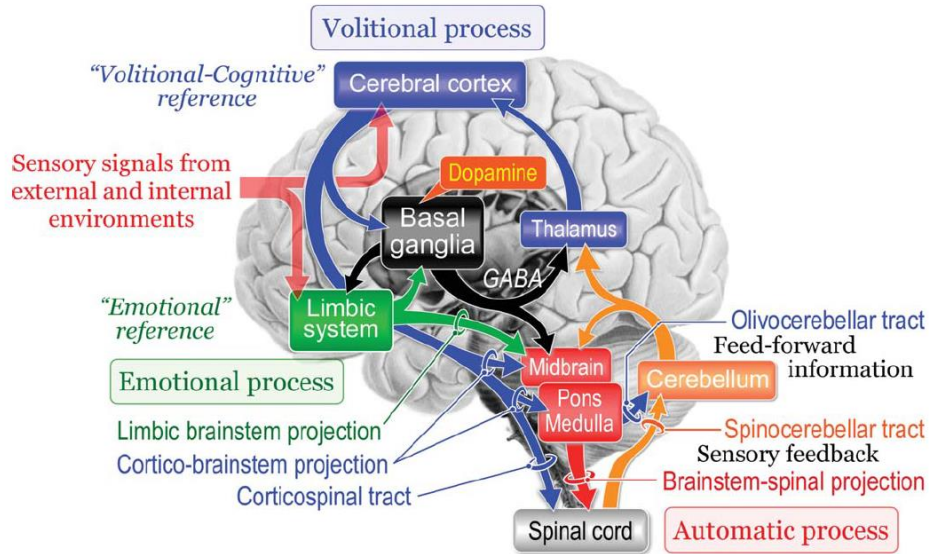 Volitional process
“Volitional-Cognitive”
reference
Cerebral cortex
Sensory signals from
external and internal
environments
Dopamine
Basal
ganglia
Thalamus
GABA
“Emotional”
reference
Limbic
system
Olivocerebellar tract
Feed-forward
information
Midbrain
Cerebellum
Emotional process
Pons
Medulla
Limbic brainstem projection
Spinocerebellar tract
Sensory feedback
Cortico-brainstem projection
Brainstem-spinal projection
Corticospinal tract
Spinal cord
Automatic process